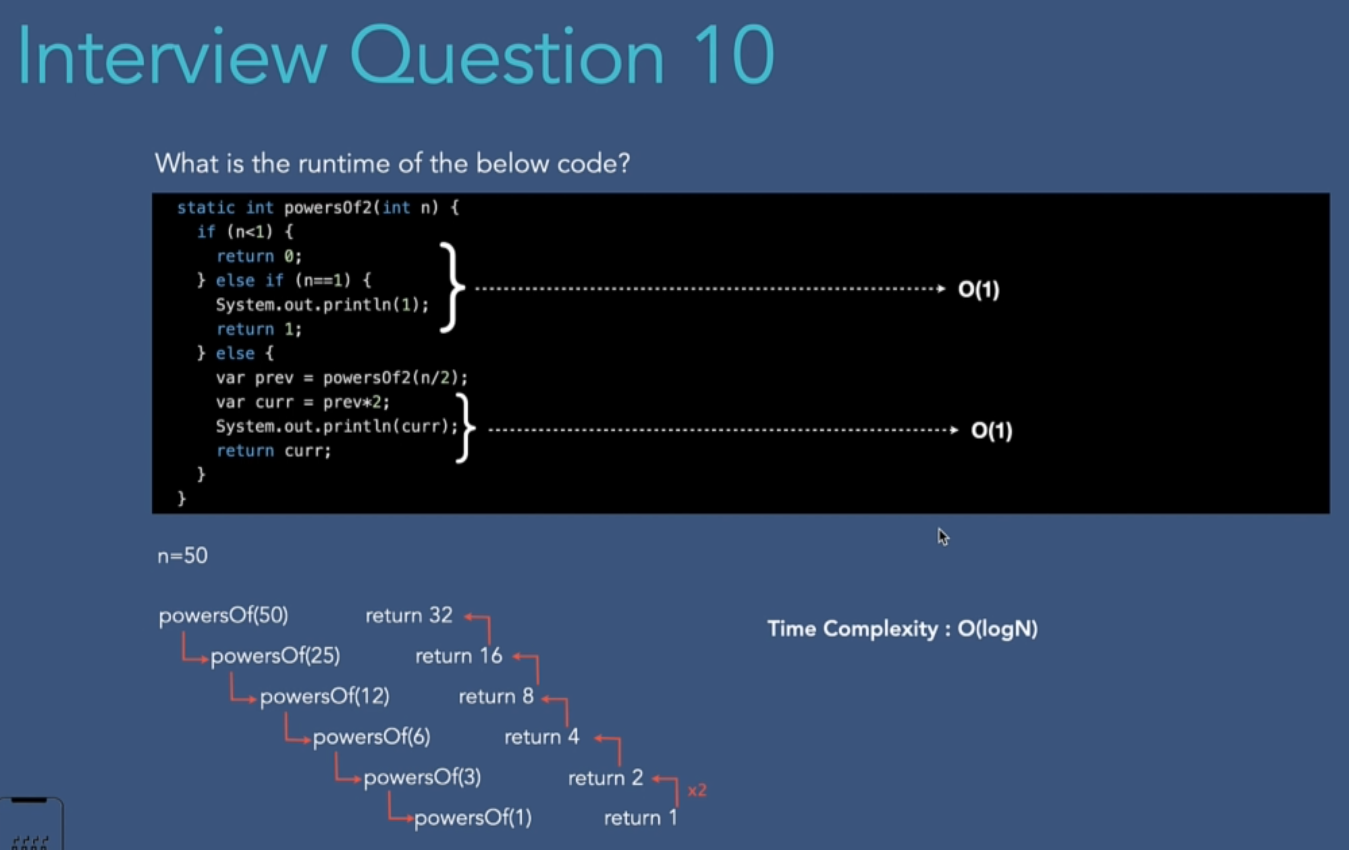 Interview Question 10
What is the runtime of the below code?
static int powersOf2(int n) {
if (n<1) {
return 0;
} else if (n==1) {
System.out.println(1);
return 1;
} else {
var prev = powersOf2(n/2);
var curr = prev*2;
System.out.println(curr);
return curr;
}
}
O(1)
O(1)
n=50
powersOf(50) return 32
powersOf(25) return 16
powersOf(12) return 8
powersOf(6) return 4
powersOf(3) return 2
x2
powersOf(1) return 1
Time Complexity : O(logN)